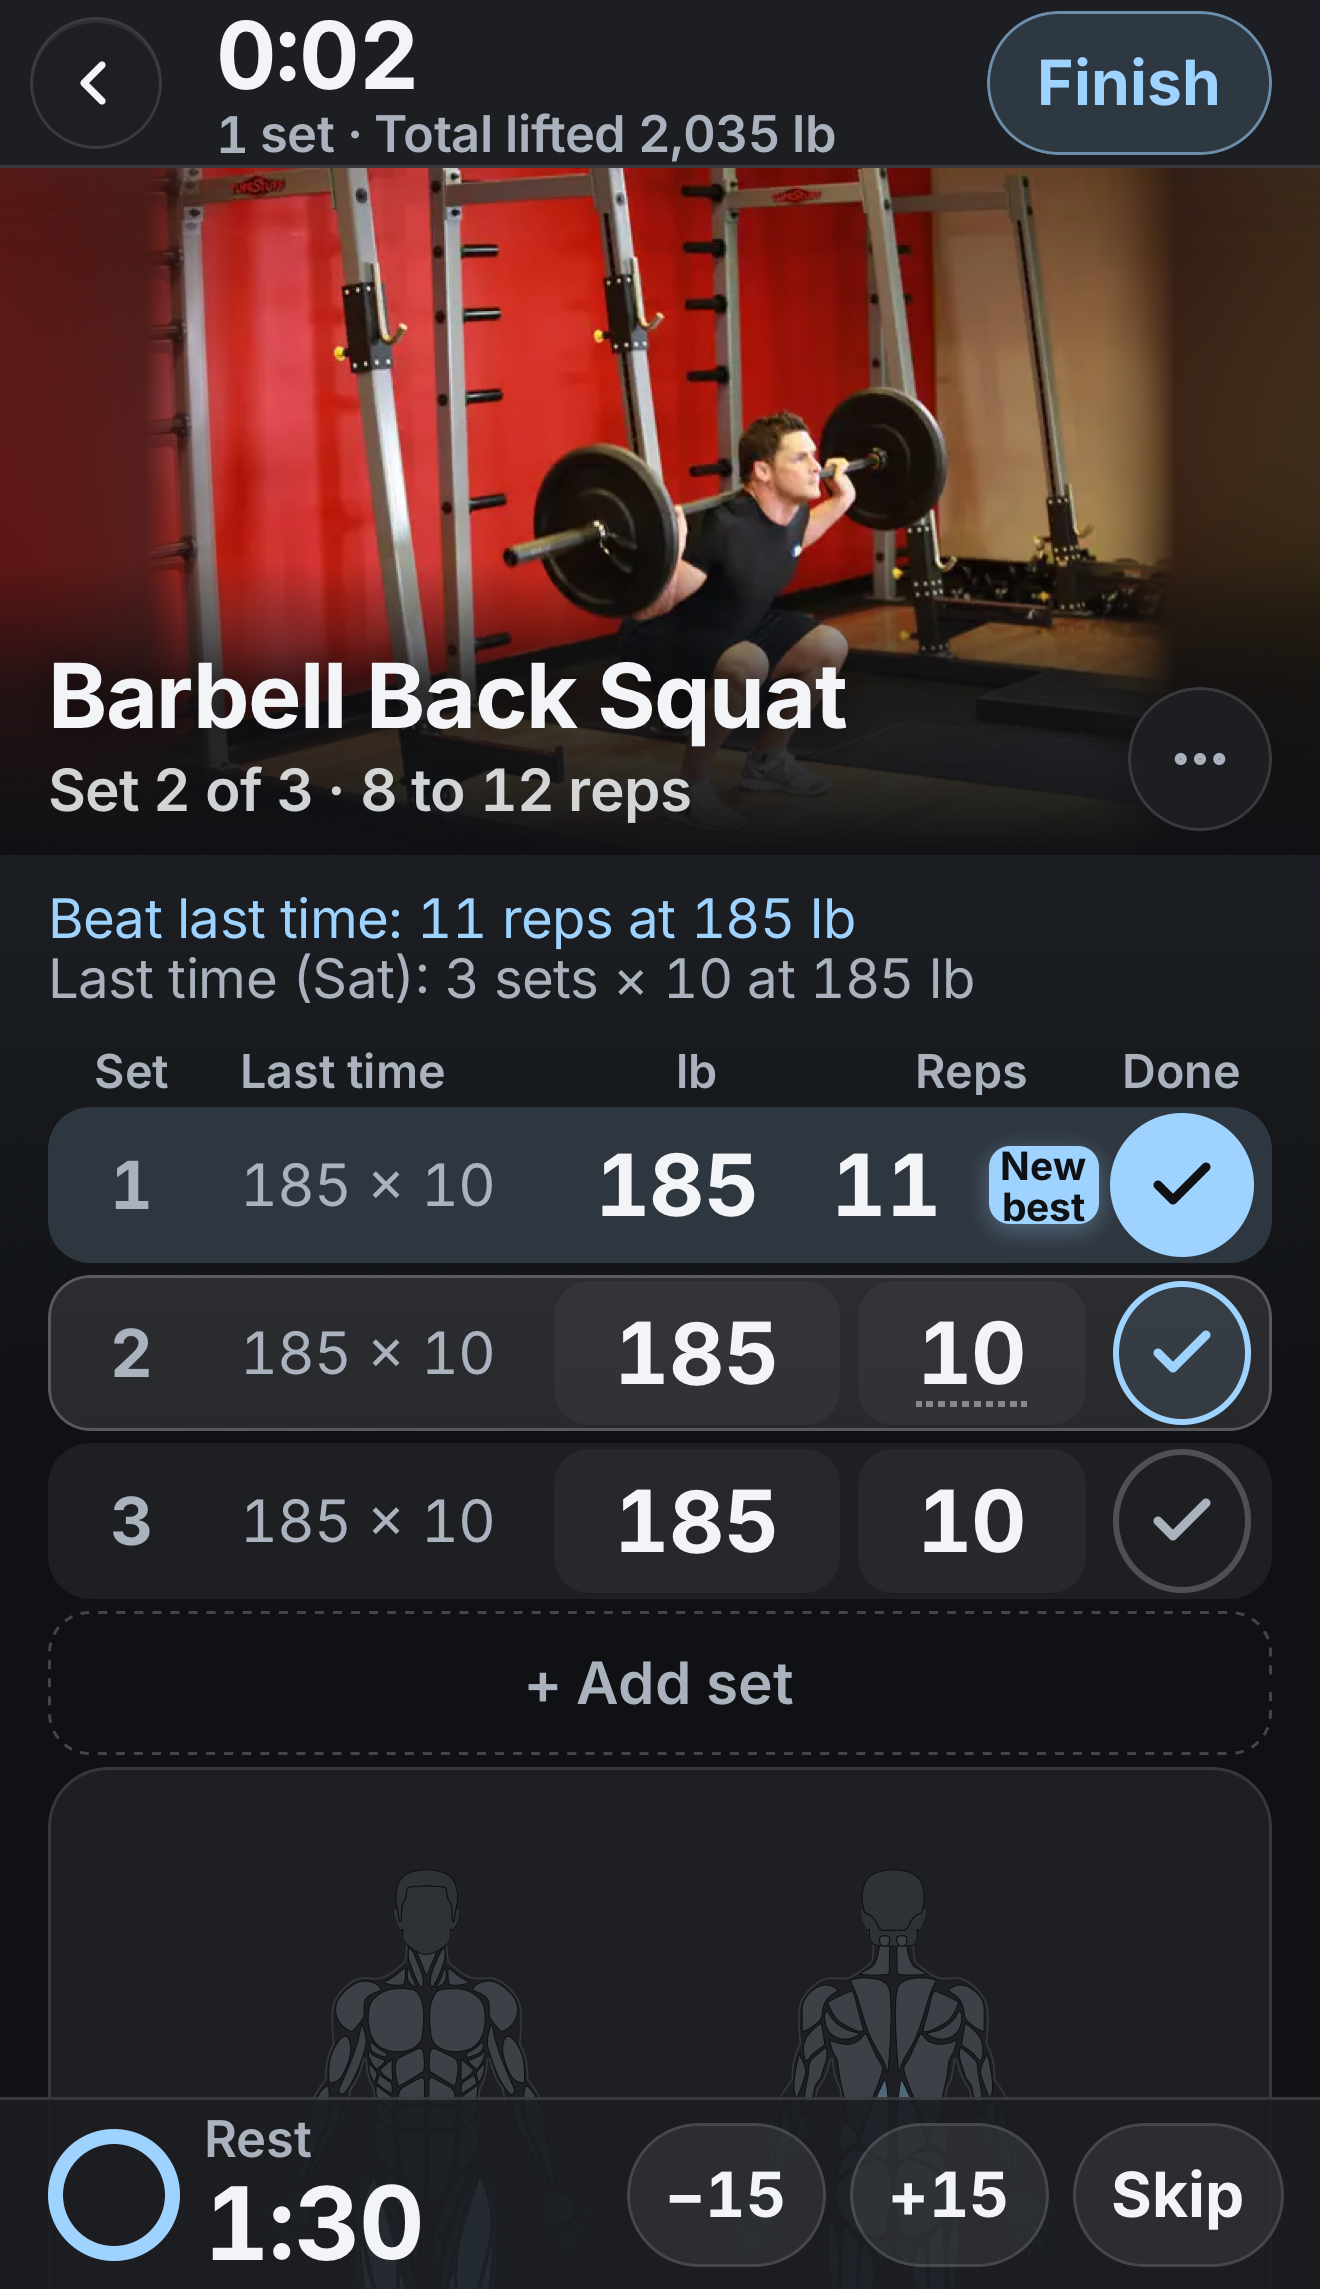 0:02
Finish
1 set · Total lifted 2,035 lb
Barbell Back Squat
Set 2 of 3 · 8 to 12 reps
Beat last time: 11 reps at 185 lb
Last time (Sat): 3 sets × 10 at 185 lb
Set Last time lb Reps Done
1 185 × 10 185 11 New best
2 185 × 10 185 10
3 185 × 10 185 10
+ Add set
Rest
1:30 −15 +15 Skip